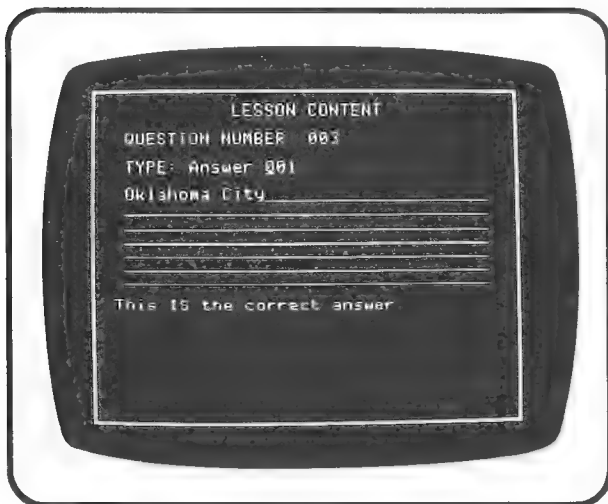 LESSON CONTENT
QUESTION NUMBER 003
TYPE: Answer 001
Oklahoma City
This IS the correct answer.